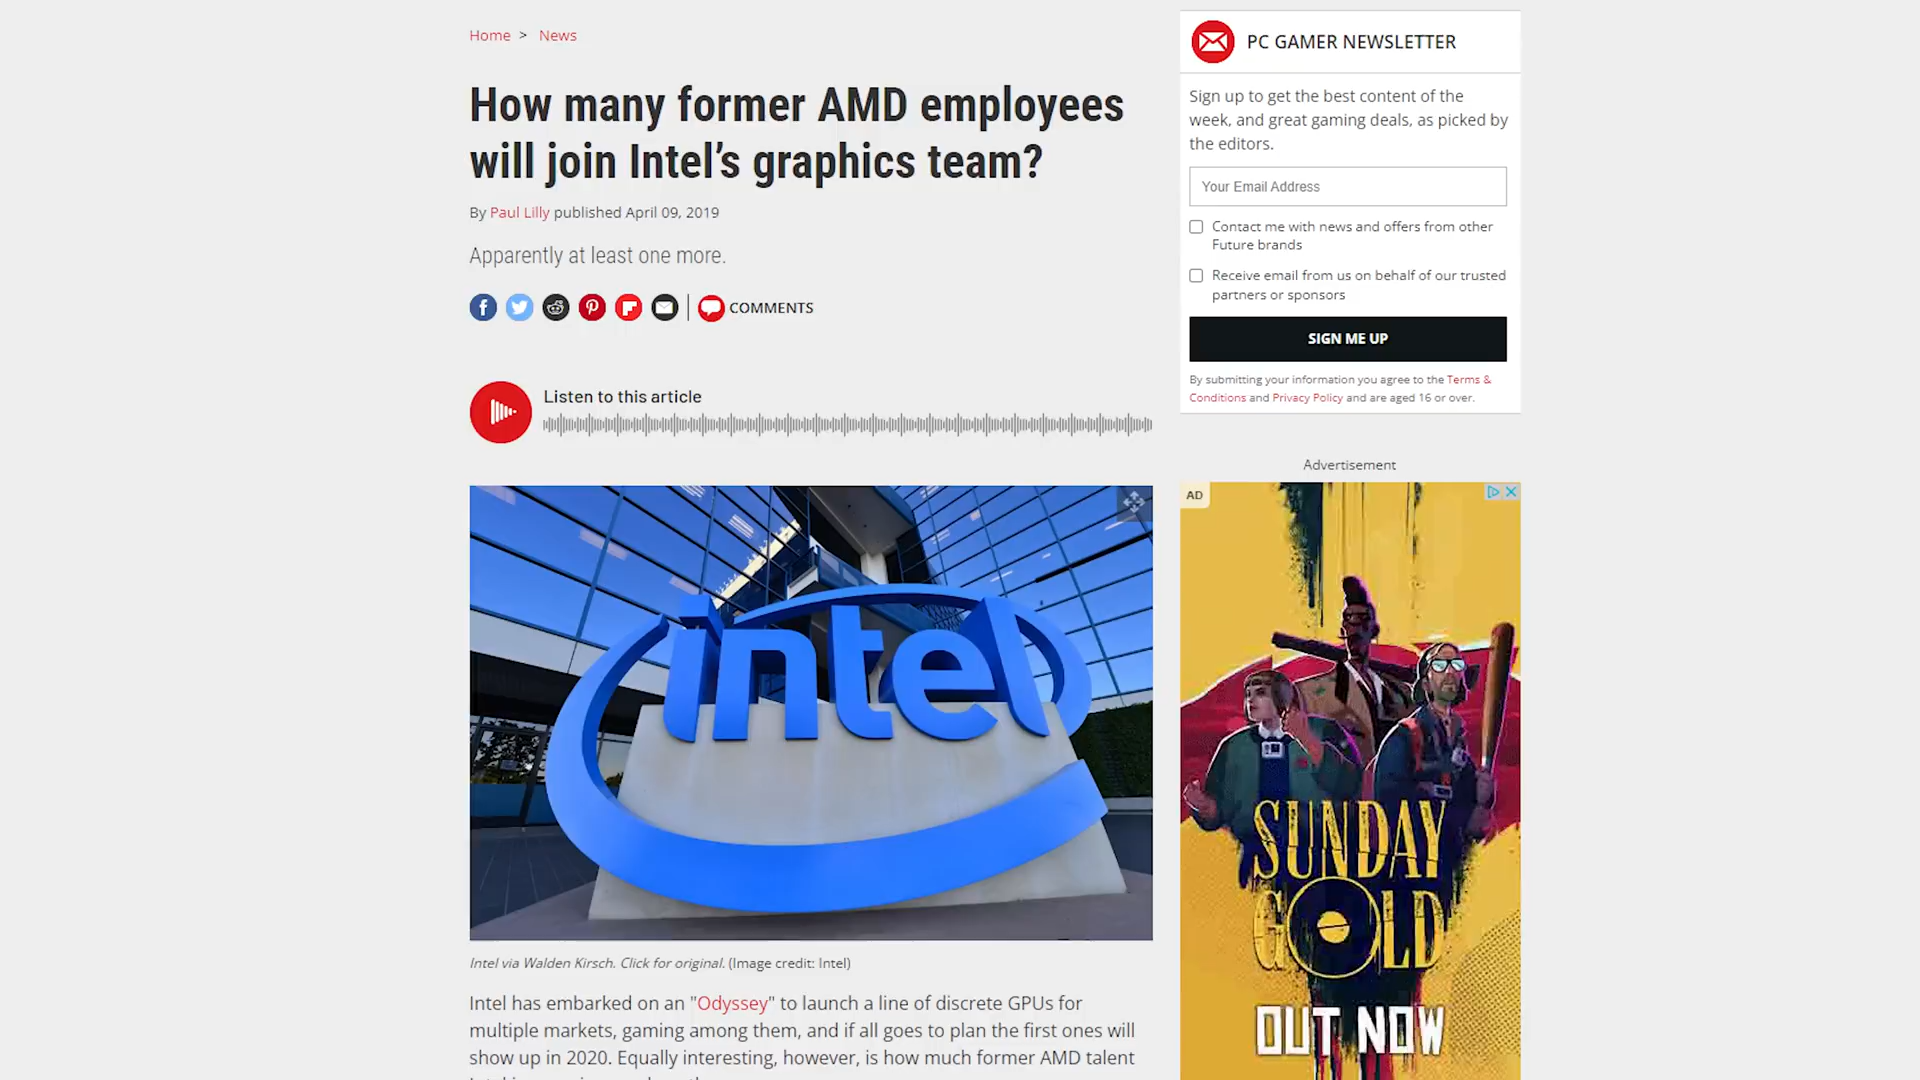 Home > News
How many former AMD employees
will join Intel’s graphics team?
By Paul Lilly published April 09, 2019
Apparently at least one more.
COMMENTS
Listen to this article
intel
Intel via Walden Kirsch. Click for original. (Image credit: Intel)
Intel has embarked on an "Odyssey" to launch a line of discrete GPUs for
multiple markets, gaming among them, and if all goes to plan the first ones will
show up in 2020. Equally interesting, however, is how much former AMD talent
PC GAMER NEWSLETTER
Sign up to get the best content of the
week, and great gaming deals, as picked by
the editors.
Your Email Address
Contact me with news and offers from other
Future brands
Receive email from us on behalf of our trusted
partners or sponsors
SIGN ME UP
By submitting your information you agree to the Terms &
Conditions and Privacy Policy and are aged 16 or over.
Advertisement
AD
SUNDAY
GOLD
OUT NOW